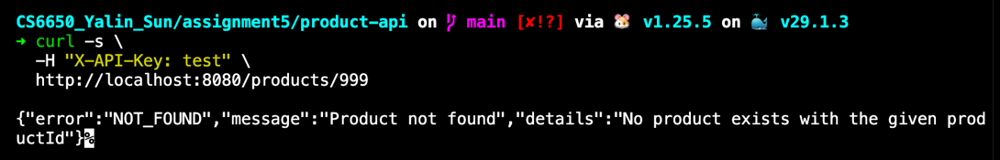 CS6650_Yalin_Sun/assignment5/product-api on main [✘!?] via 🐹 v1.25.5 on 🐳 v29.1.3
➜ curl -s \
-H "X-API-Key: test" \
http://localhost:8080/products/999
{"error":"NOT_FOUND","message":"Product not found","details":"No product exists with the given prod
uctId"}%